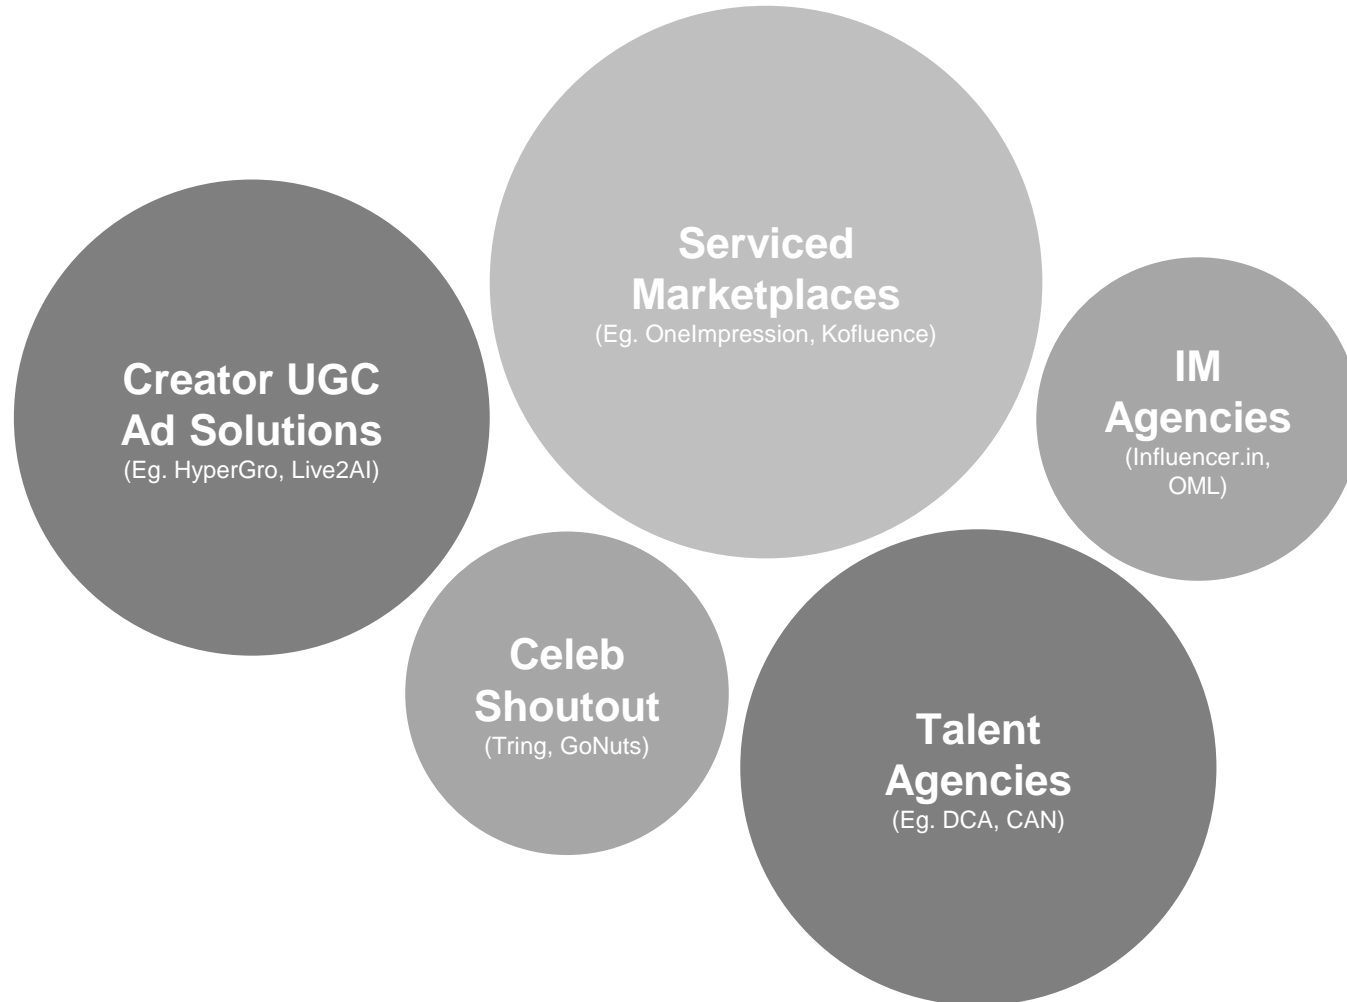 Serviced
Marketplaces
(Eg. OneImpression, Kofluence)
Creator UGC
Ad Solutions
(Eg. HyperGro, Live2AI)
IM
Agencies
(Influencer.in,
OML)
Celeb
Shoutout
(Tring, GoNuts)
Talent
Agencies
(Eg. DCA, CAN)